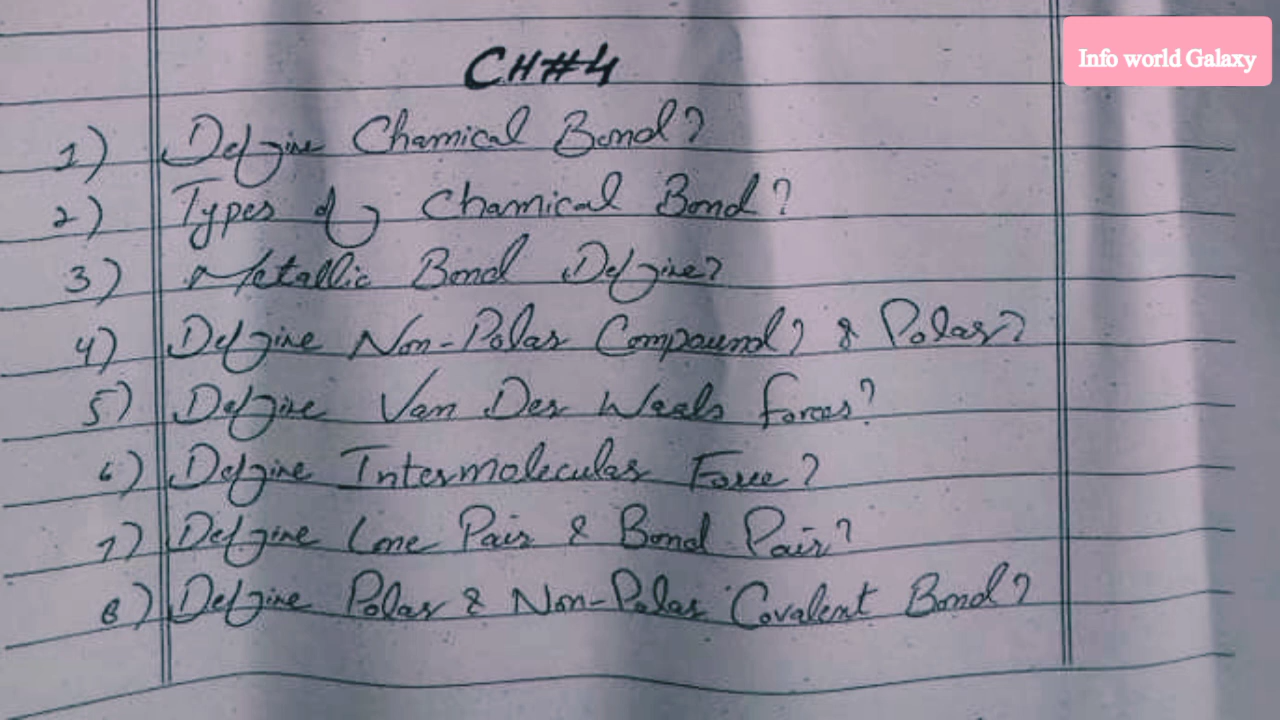 CH#4
Info world Galaxy
1) Define Chamical Bond?
2) Types of Chamical Bond?
3) Metallic Bond Define?
4) Define Non-Polar Compound? & Polar?
5) Define Van Der Waals forces?
6) Define Intermolecular Force?
7) Define Lone Pair & Bond Pair?
8) Define Polar & Non-Polar Covalent Bond?